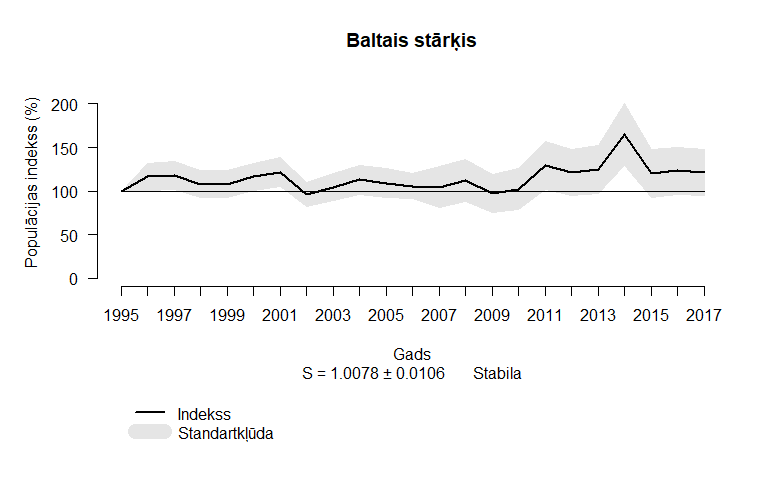 Baltais stārķis
Populācijas indekss (%)
200
150
100
50
0
1995 1997 1999 2001 2003 2005 2007 2009 2011 2013 2015 2017
Gads
S = 1.0078 ± 0.0106 Stabila
Indekss
Standartkļūda